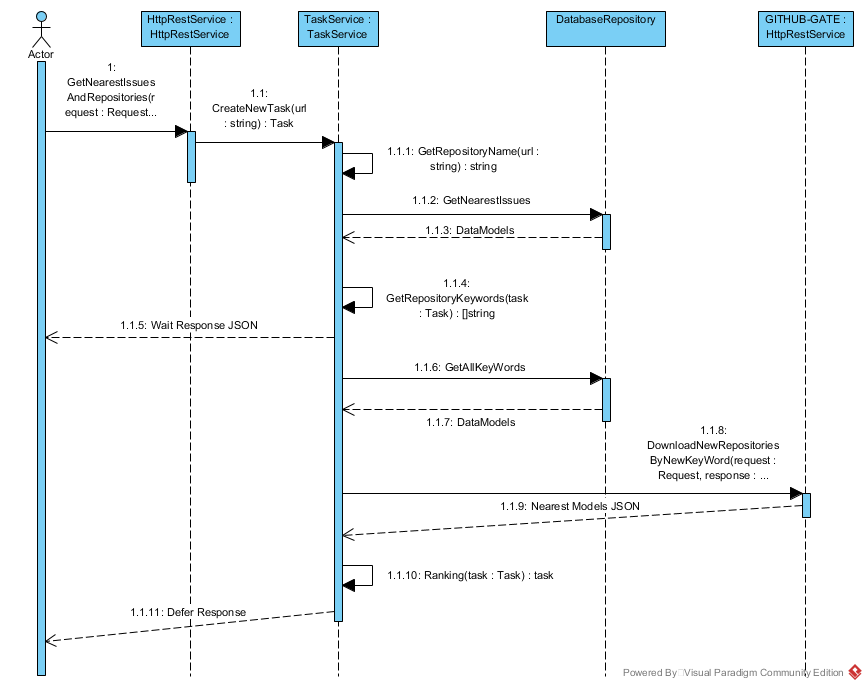 HttpRestService :
HttpRestService
TaskService :
TaskService
DatabaseRepository
GITHUB-GATE :
HttpRestService
Actor
1:
GetNearestIssues
AndRepositories(r
equest : Request...
1.1:
CreateNewTask(url
: string) : Task
1.1.1: GetRepositoryName(url :
string) : string
1.1.2: GetNearestIssues
1.1.3: DataModels
1.1.4:
GetRepositoryKeywords(task
: Task) : []string
1.1.5: Wait Response JSON
1.1.6: GetAllKeyWords
1.1.7: DataModels
1.1.8:
DownloadNewRepositories
ByNewKeyWord(request :
Request, response : ...
1.1.9: Nearest Models JSON
1.1.10: Ranking(task : Task) : task
1.1.11: Defer Response
Powered By Visual Paradigm Community Edition